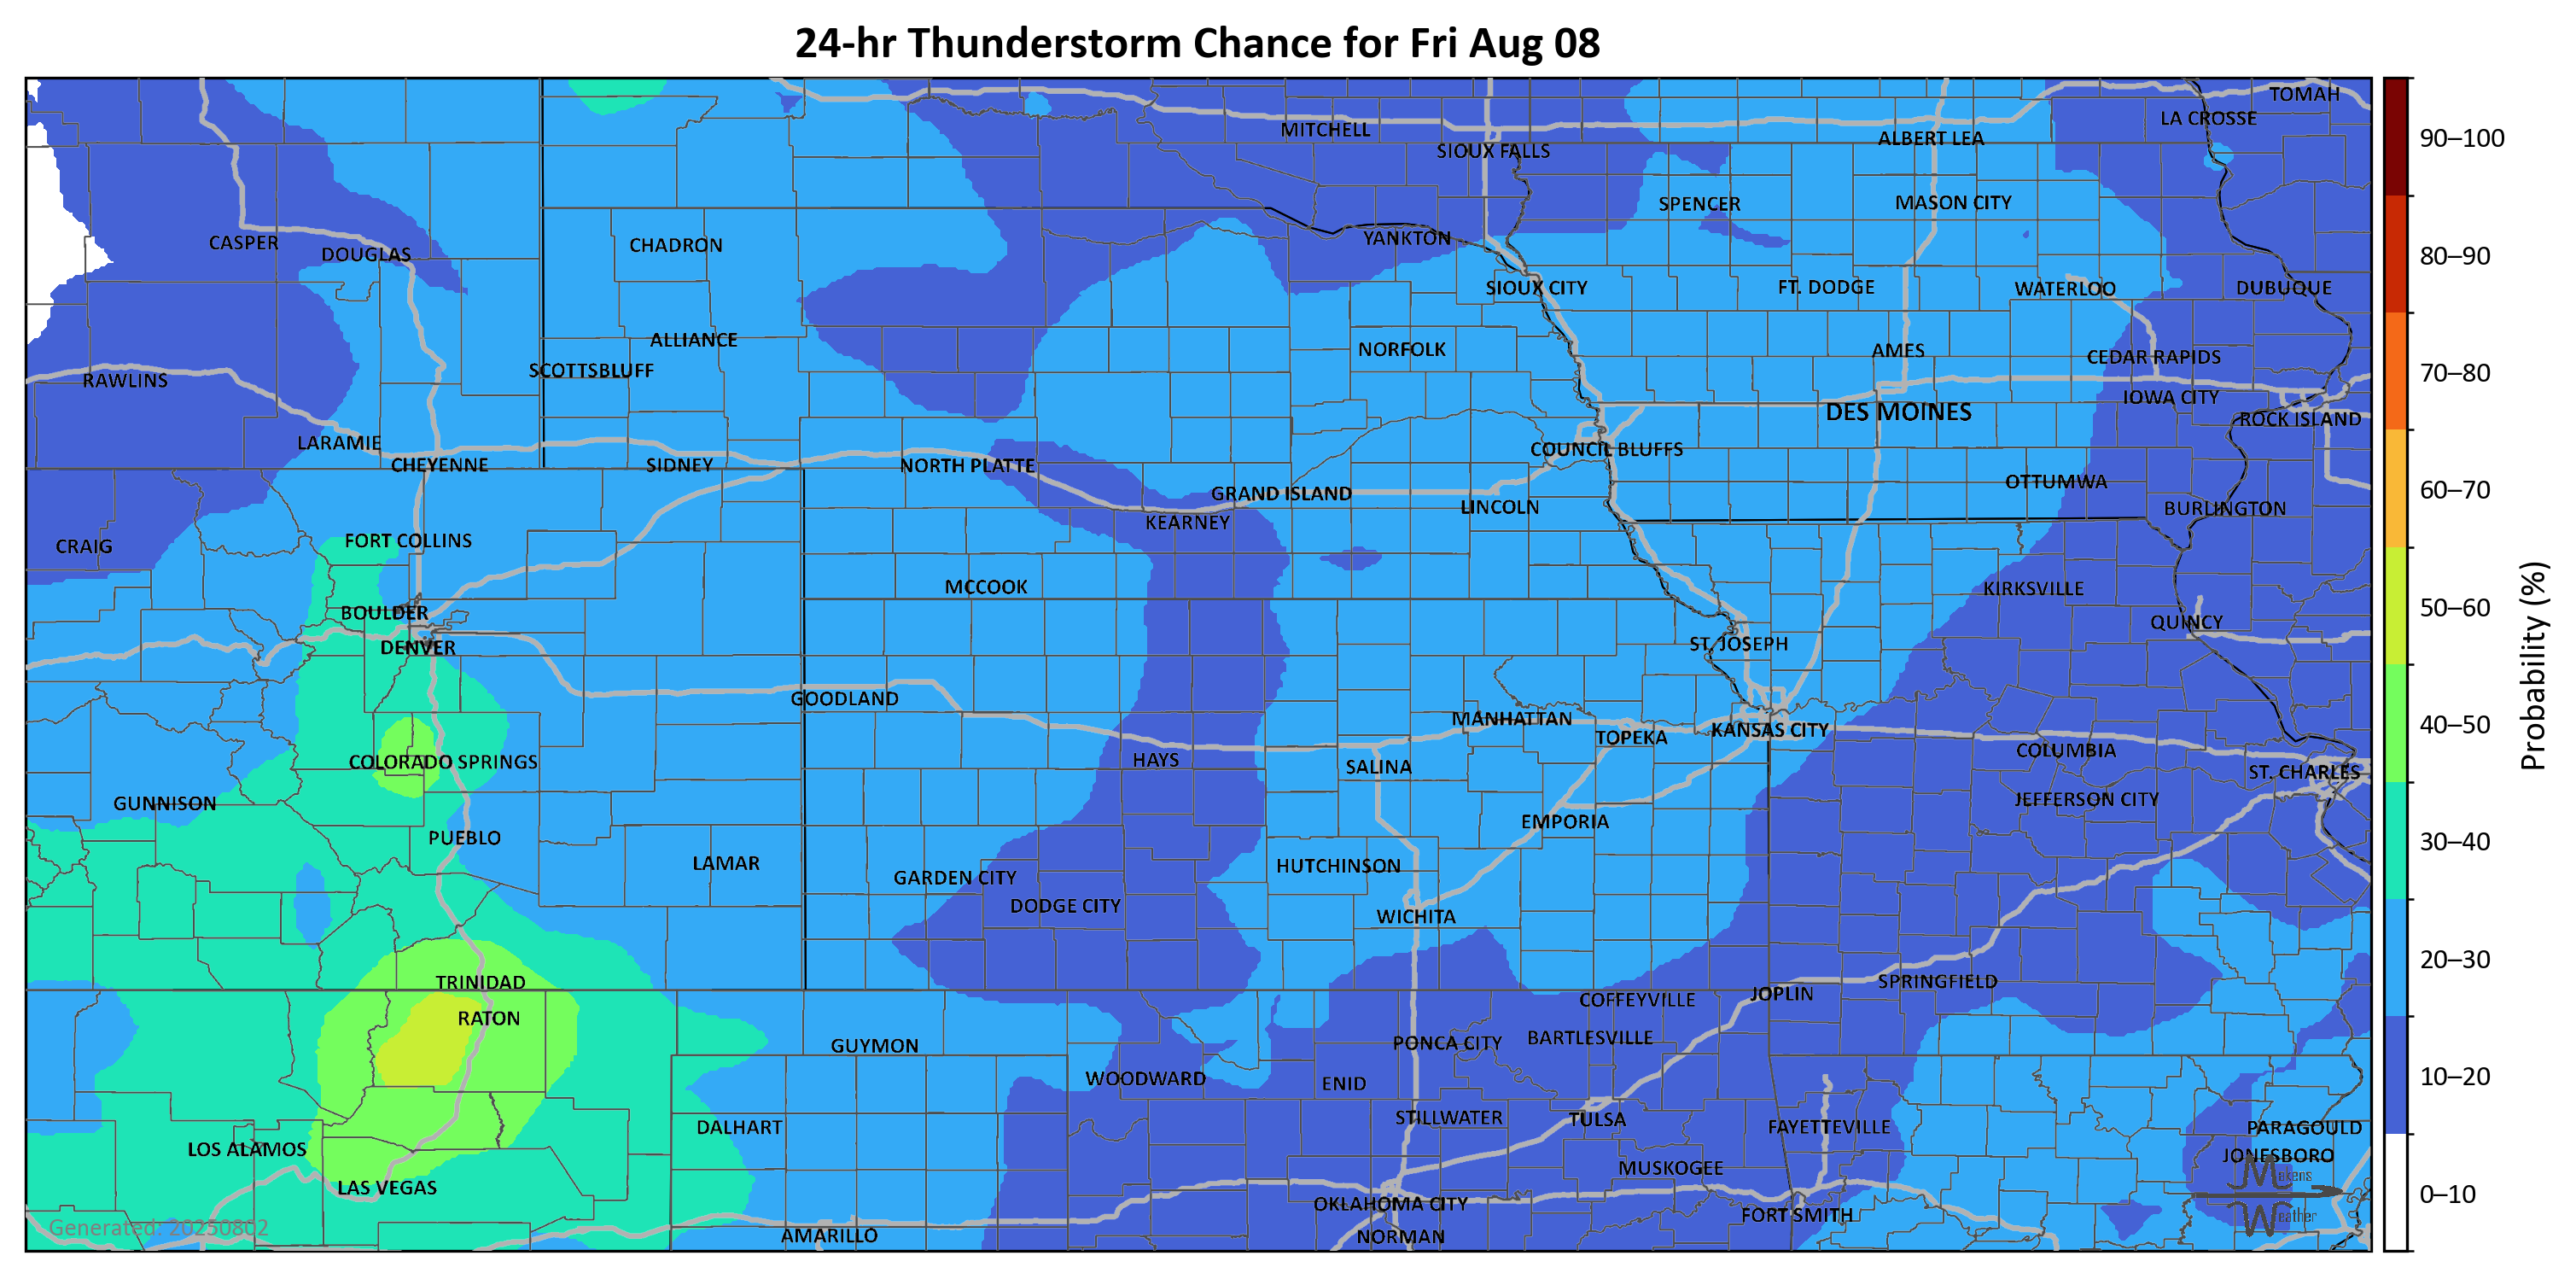 24-hr Thunderstorm Chance for Fri Aug 08
TOMAH
LA CROSSE
MITCHELL
ALBERT LEA
SIOUX FALLS
90–100
SPENCER
MASON CITY
CASPER
DOUGLAS
CHADRON
YANKTON
80–90
SIOUX CITY
FT. DODGE
WATERLOO
DUBUQUE
ALLIANCE
NORFOLK
AMES
CEDAR RAPIDS
RAWLINS
SCOTTSBLUFF
70–80
IOWA CITY
DES MOINES
ROCK ISLAND
LARAMIE
CHEYENNE
SIDNEY
NORTH PLATTE
COUNCIL BLUFFS
GRAND ISLAND
LINCOLN
OTTUMWA
60–70
BURLINGTON
KEARNEY
CRAIG
FORT COLLINS
MCCOOK
KIRKSVILLE
BOULDER
50–60
QUINCY
DENVER
ST. JOSEPH
GOODLAND
MANHATTAN
TOPEKA
KANSAS CITY
40–50
Probability (%)
COLORADO SPRINGS
HAYS
SALINA
COLUMBIA
ST. CHARLES
GUNNISON
JEFFERSON CITY
PUEBLO
EMPORIA
30–40
LAMAR
GARDEN CITY
HUTCHINSON
DODGE CITY
WICHITA
TRINIDAD
SPRINGFIELD
20–30
RATON
COFFEYVILLE
JOPLIN
GUYMON
PONCA CITY
BARTLESVILLE
WOODWARD
ENID
10–20
DALHART
STILLWATER
TULSA
FAYETTEVILLE
PARAGOULD
LOS ALAMOS
JONESBORO
LAS VEGAS
MUSKOGEE
Makens
0–10
OKLAHOMA CITY
FORT SMITH
Weather
Generated: 20250802
AMARILLO
NORMAN